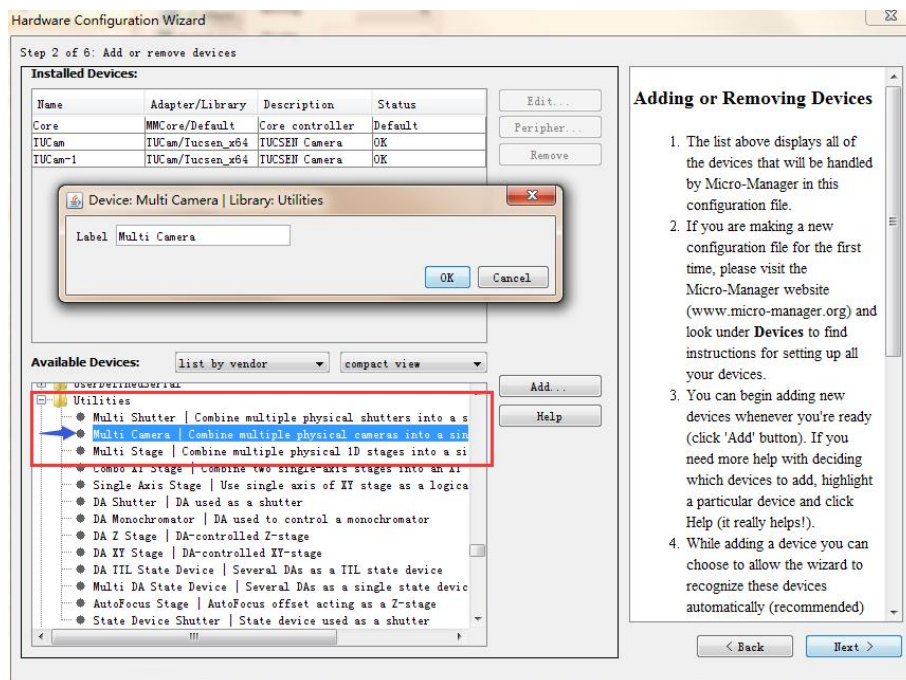 Hardware Configuration Wizard
Step 2 of 6: Add or remove devices
Installed Devices:
Name Adapter/Library Description Status
Core MMCore/Default Core controller Default
TUCam TUCam/Tucsen_x64 TUCSEN Camera OK
TUCam-1 TUCam/Tucsen_x64 TUCSEN Camera OK
Edit...
Peripher...
Remove
Device: Multi Camera | Library: Utilities
Label Multi Camera
OK Cancel
Available Devices: list by vendor compact view
UserDefinedSerial
Utilities
Multi Shutter | Combine multiple physical shutters into a s
Multi Camera | Combine multiple physical cameras into a sin
Multi Stage | Combine multiple physical 1D stages into a si
Combo XY Stage | Combine two single-axis stages into an XY
Single Axis Stage | Use single axis of XY stage as a logica
DA Shutter | DA used as a shutter
DA Monochromator | DA used to control a monochromator
DA Z Stage | DA-controlled Z-stage
DA XY Stage | DA-controlled XY-stage
DA TTL State Device | Several DAs as a TTL state device
Multi DA State Device | Several DAs as a single state devic
AutoFocus Stage | AutoFocus offset acting as a Z-stage
State Device Shutter | State device used as a shutter
Add...
Help
Adding or Removing Devices
1. The list above displays all of
the devices that will be handled
by Micro-Manager in this
configuration file.
2. If you are making a new
configuration file for the first
time, please visit the
Micro-Manager website
(www.micro-manager.org) and
look under Devices to find
instructions for setting up all
your devices.
3. You can begin adding new
devices whenever you're ready
(click 'Add' button). If you
need more help with deciding
which devices to add, highlight
a particular device and click
Help (it really helps!).
4. While adding a device you can
choose to allow the wizard to
recognize these devices
automatically (recommended)
< Back Next >